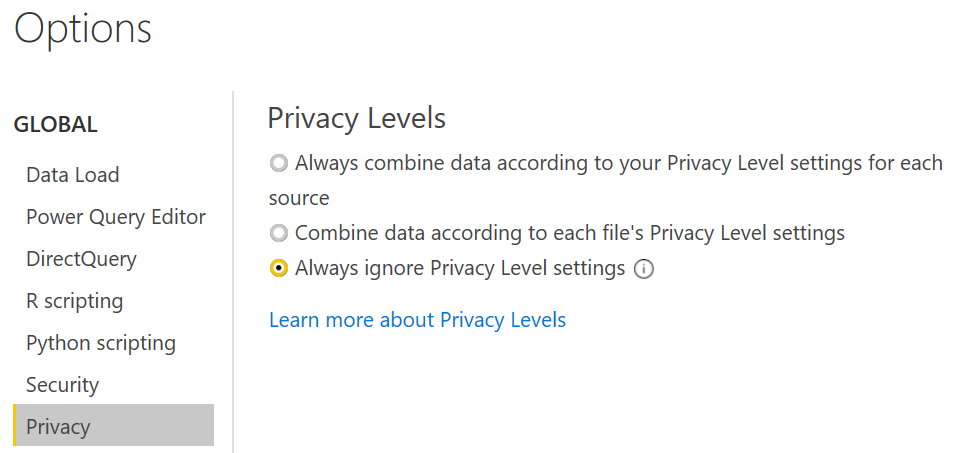 Options
GLOBAL
Data Load
Power Query Editor
DirectQuery
R scripting
Python scripting
Security
Privacy
Privacy Levels
Always combine data according to your Privacy Level settings for each
source
Combine data according to each file's Privacy Level settings
Always ignore Privacy Level settings
Learn more about Privacy Levels